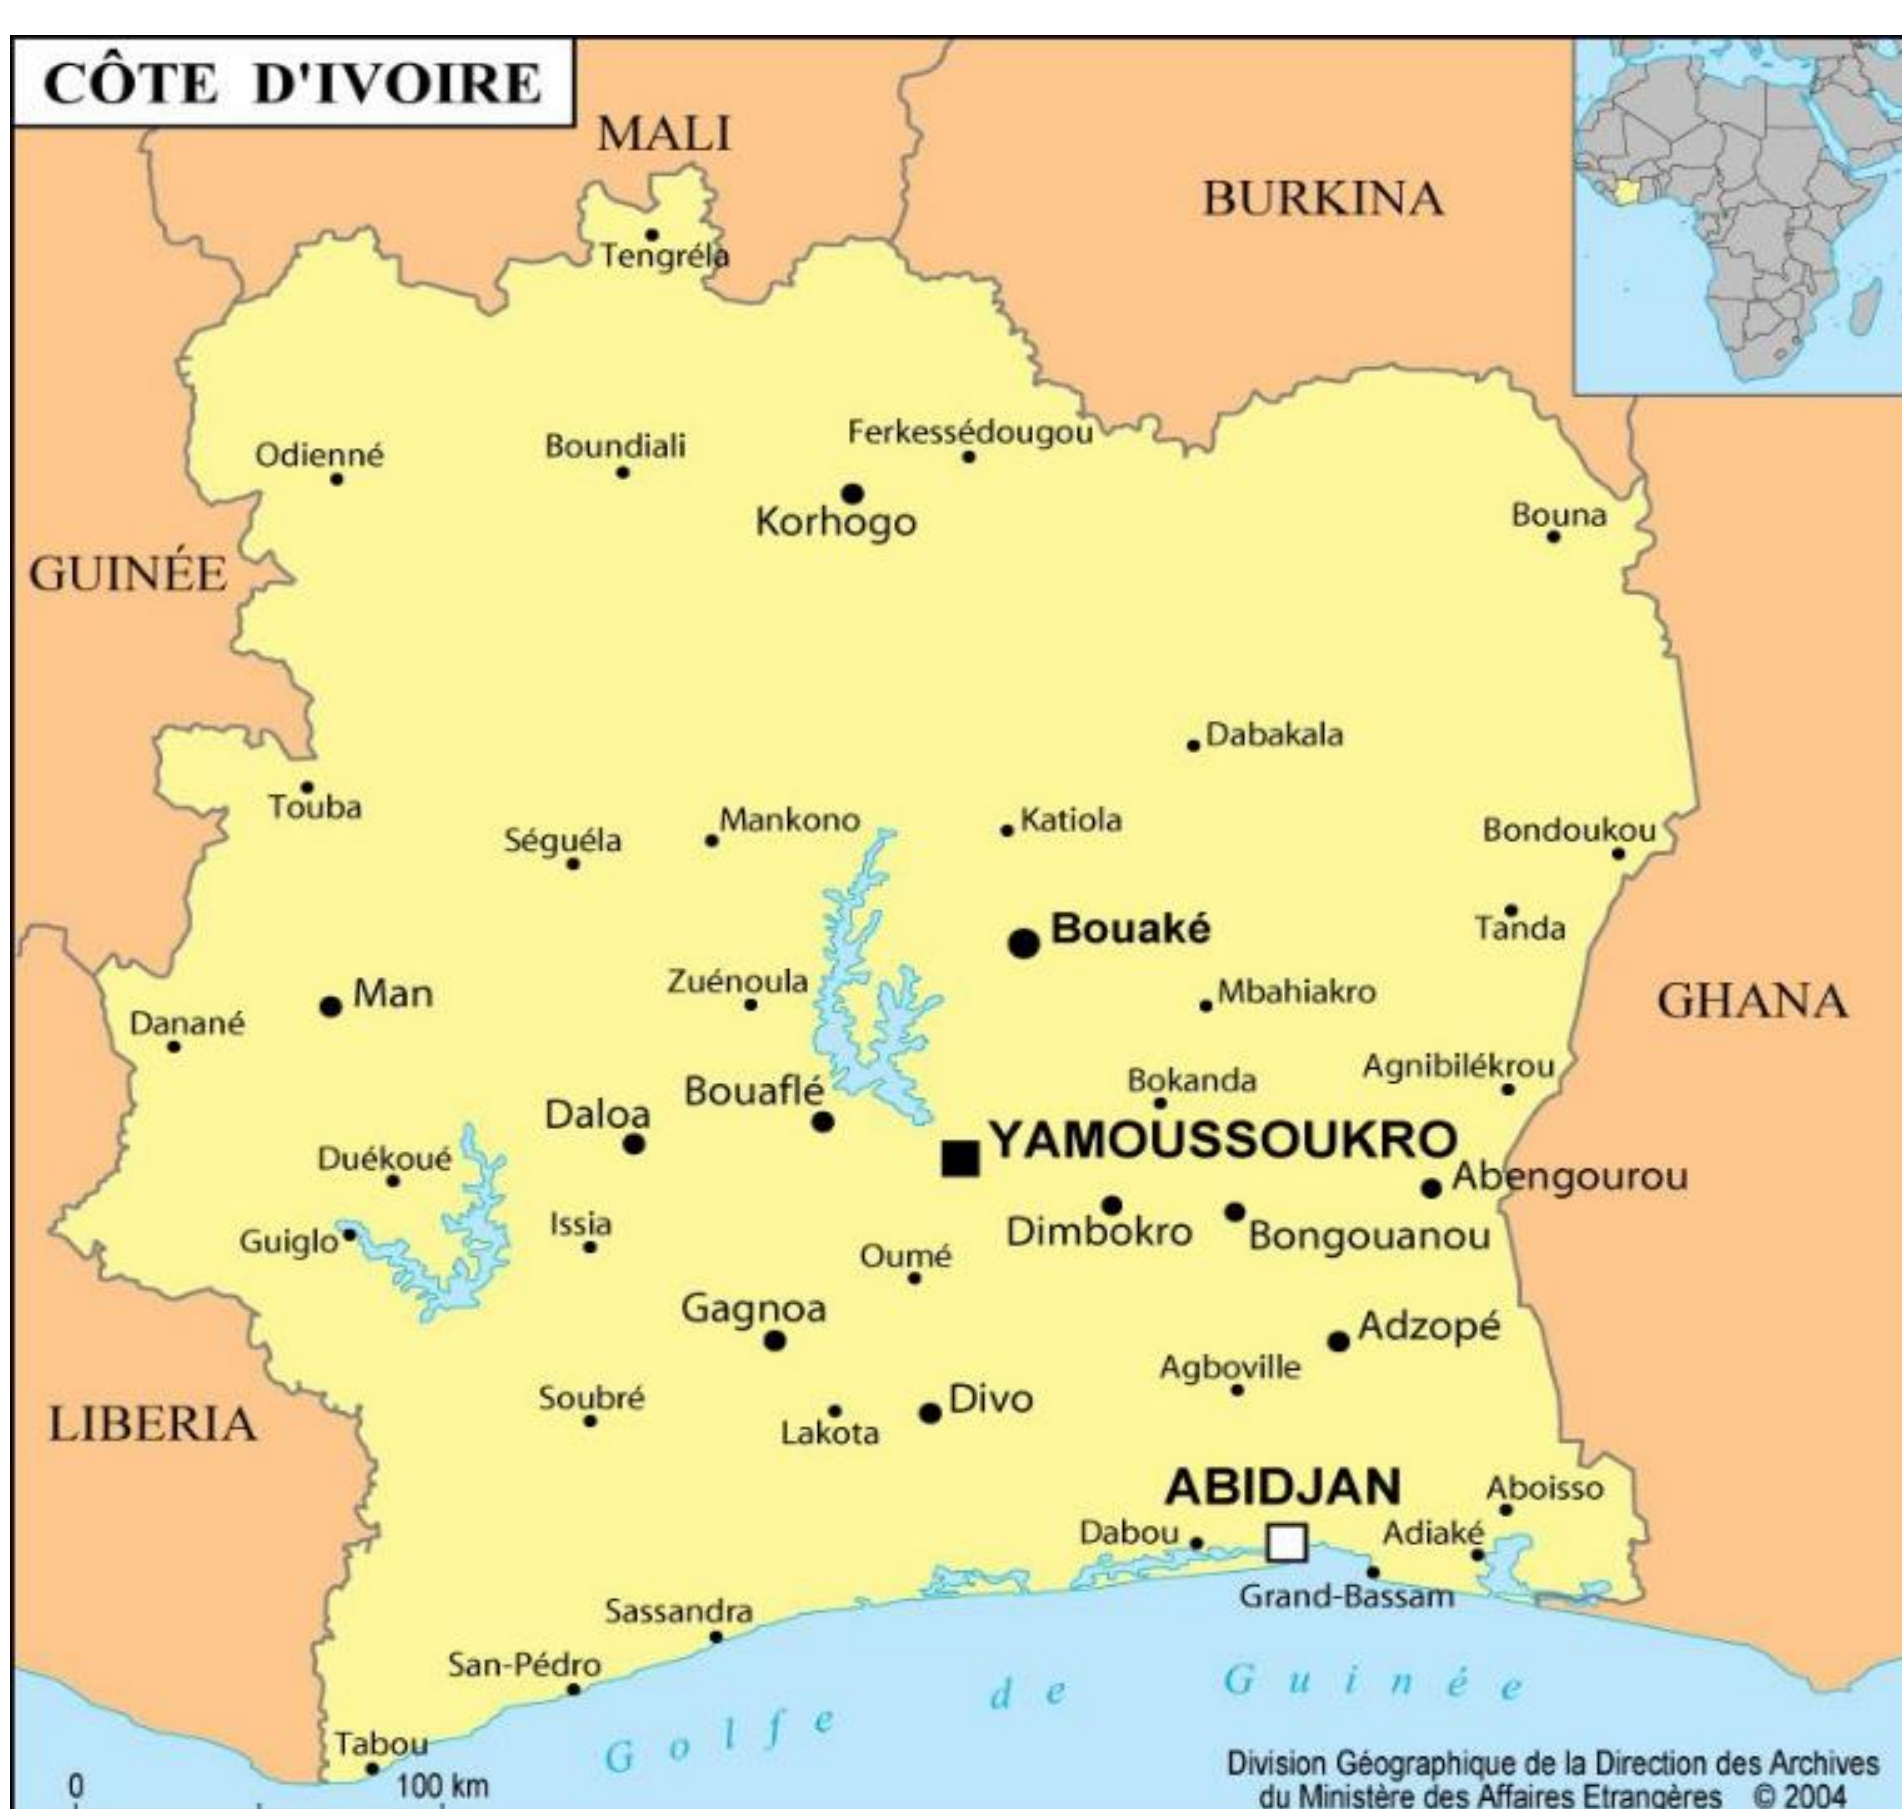 CÔTE D'IVOIRE
MALI
BURKINA
Tengréla
Ferkessédougou
Boundiali
Odienné
Korhogo
Bouna
GUINÉE
Dabakala
Touba
Mankono
Katiola
Séguéla
Bondoukou
Bouaké
Tanda
Zuénoula
Man
Mbahiakro
GHANA
Danané
Agnibilékrou
Bokanda
Bouaflé
Daloa
YAMOUSSOUKRO
Duékoué
Abengourou
Issia
Dimbokro
Bongouanou
Guiglo
Oumé
Gagnoa
Adzopé
Agboville
Soubré
Divo
LIBERIA
Lakota
ABIDJAN
Aboisso
Dabou
Adiaké
Grand-Bassam
Sassandra
San-Pédro
Golfe de Guinée
Tabou
0 100 km
Division Géographique de la Direction des Archives
du Ministère des Affaires Etrangères © 2004